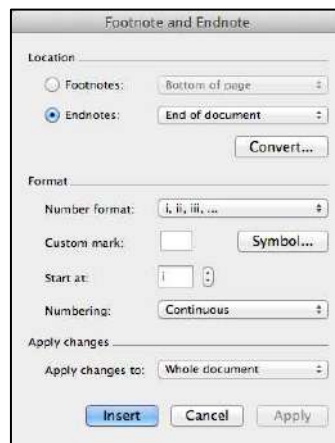 Footnote and Endnote
Location
Footnotes: Bottom of page
Endnotes: End of document
Convert...
Format
Number format: i, ii, iii, ...
Custom mark: Symbol...
Start at: i
Numbering: Continuous
Apply changes
Apply changes to: Whole document
Insert Cancel Apply